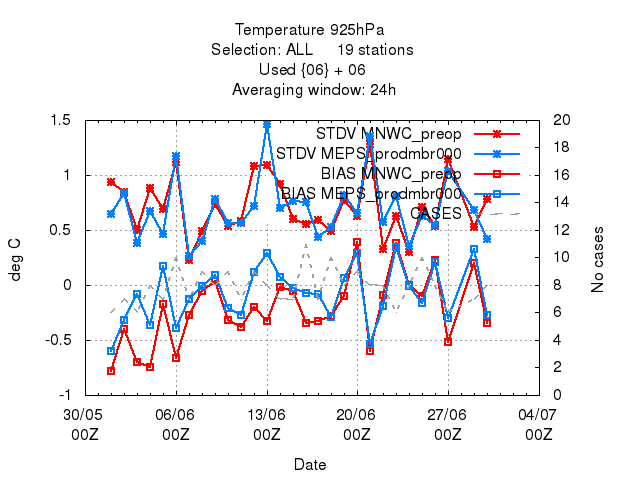 Temperature 925hPa
Selection: ALL 19 stations
Used {06} + 06
Averaging window: 24h
STDV MNWC_preop
STDV MEPS_prodmbr000
BIAS MNWC_preop
BIAS MEPS_prodmbr000
CASES
1.5
1
0.5
0
-0.5
-1
deg C
20
18
16
14
12
10
8
6
4
2
0
No cases
30/05 06/06 13/06 20/06 27/06 04/07
00Z 00Z 00Z 00Z 00Z 00Z
Date